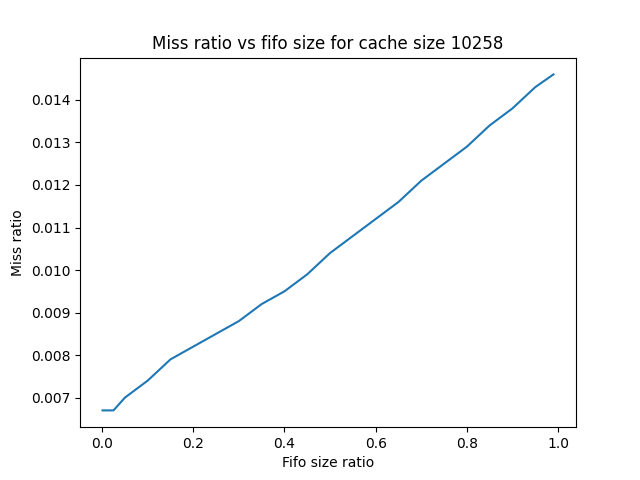 Miss ratio vs fifo size for cache size 10258
0.014
0.013
0.012
0.011
0.010
0.009
0.008
0.007
Miss ratio
0.0 0.2 0.4 0.6 0.8 1.0
Fifo size ratio